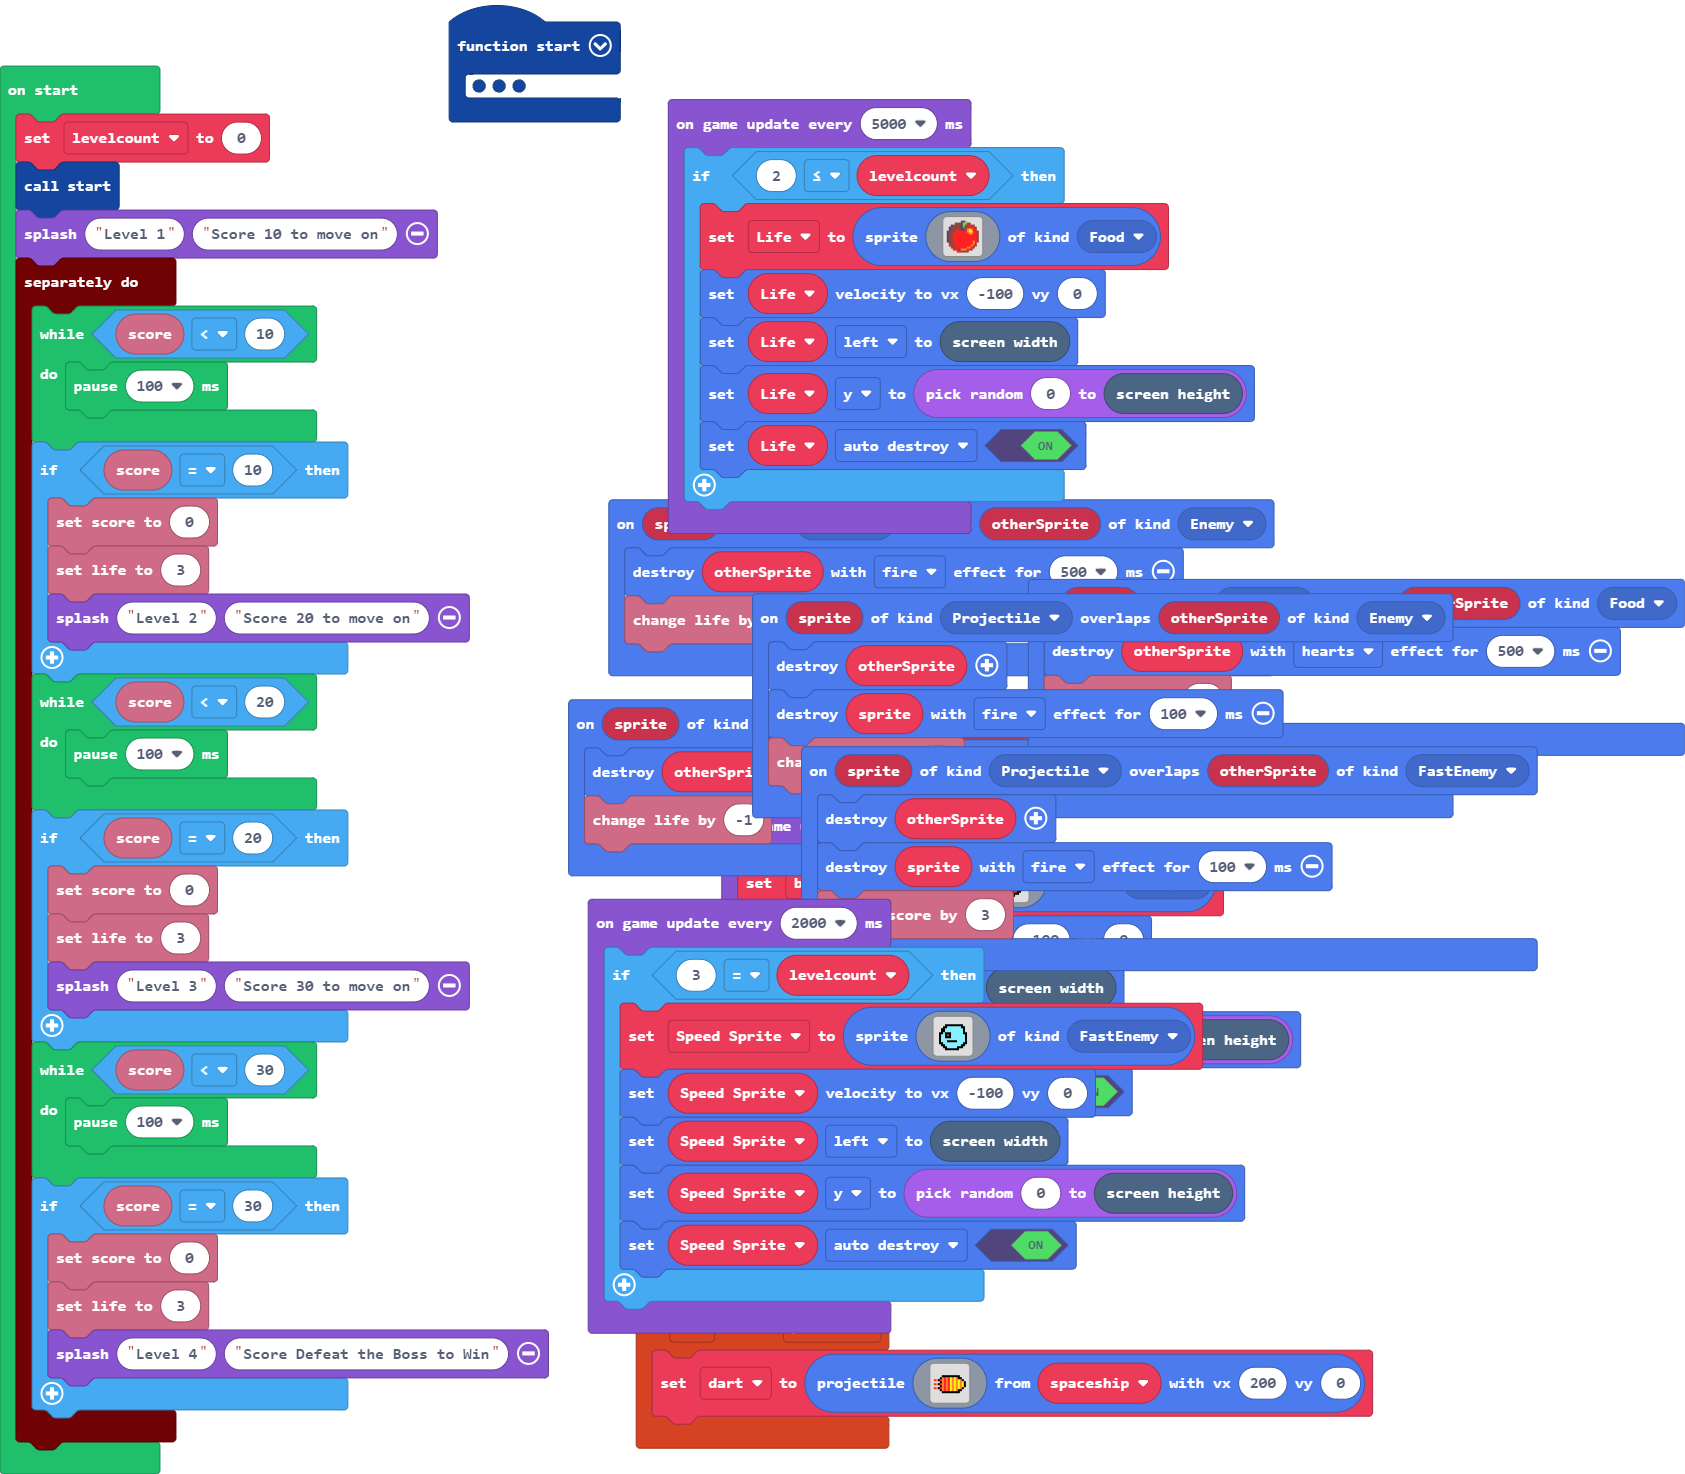 function start
on start
set levelcount to 0
call start
splash "Level 1" "Score 10 to move on"
separately do
while score < 10
do
pause 100 ms
if score = 10 then
set score to 0
set life to 3
splash "Level 2" "Score 20 to move on"
while score < 20
do
pause 100 ms
if score = 20 then
set score to 0
set life to 3
splash "Level 3" "Score 30 to move on"
while score < 30
do
pause 100 ms
if score = 30 then
set score to 0
set life to 3
splash "Level 4" "Score Defeat the Boss to Win"
on game update every 5000 ms
if 2 ≤ levelcount then
set Life to sprite of kind Food
set Life velocity to vx -100 vy 0
set Life left to screen width
set Life y to pick random 0 to screen height
set Life auto destroy ON
on otherSprite of kind Enemy
destroy otherSprite with fire effect for 500 ms
change life by
of kind Food
destroy otherSprite with hearts effect for 500 ms
on sprite of kind Projectile overlaps otherSprite of kind Enemy
destroy otherSprite
destroy sprite with fire effect for 100 ms
on sprite of kind
destroy
change life by -1
on sprite of kind Projectile overlaps otherSprite of kind FastEnemy
destroy otherSprite
destroy sprite with fire effect for 100 ms
score by 3
set
screen width
height
on game update every 2000 ms
if 3 = levelcount then
set Speed Sprite to sprite of kind FastEnemy
set Speed Sprite velocity to vx -100 vy 0
set Speed Sprite left to screen width
set Speed Sprite y to pick random 0 to screen height
set Speed Sprite auto destroy ON
set dart to projectile from spaceship with vx 200 vy 0